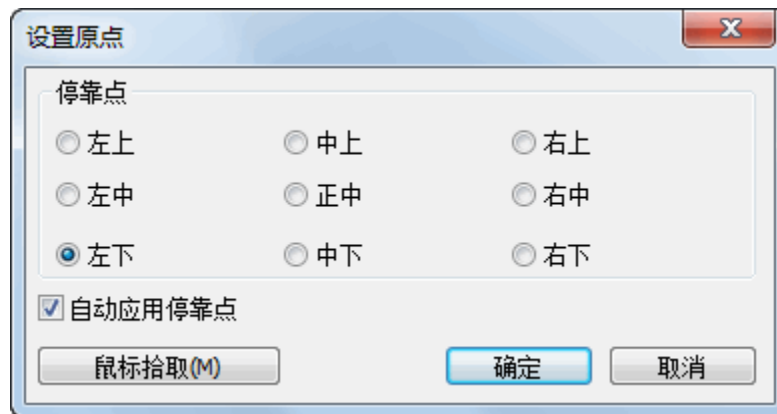 设置原点
停靠点
左上 中上 右上
左中 正中 右中
左下 中下 右下
自动应用停靠点
鼠标拾取(M) 确定 取消